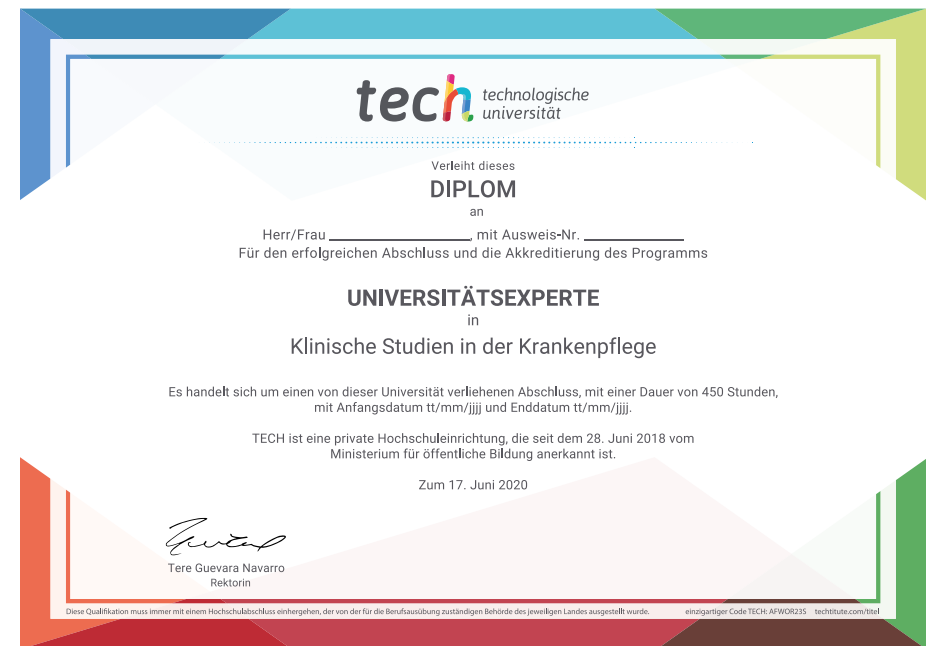 tech technologische
universität
Verleiht dieses
DIPLOM
an
Herr/Frau ____________________, mit Ausweis-Nr. ______________
Für den erfolgreichen Abschluss und die Akkreditierung des Programms
UNIVERSITÄTSEXPERTE
in
Klinische Studien in der Krankenpflege
Es handelt sich um einen von dieser Universität verliehenen Abschluss, mit einer Dauer von 450 Stunden,
mit Anfangsdatum tt/mm/jjjj und Enddatum tt/mm/jjjj.
TECH ist eine private Hochschuleinrichtung, die seit dem 28. Juni 2018 vom
Ministerium für öffentliche Bildung anerkannt ist.
Zum 17. Juni 2020
Tere Guevara Navarro
Rektorin
Diese Qualifikation muss immer mit einem Hochschulabschluss einhergehen, der von der für die Berufsausübung zuständigen Behörde des jeweiligen Landes ausgestellt wurde. einzigartiger Code TECH: AFWOR23S techtitute.com/titel